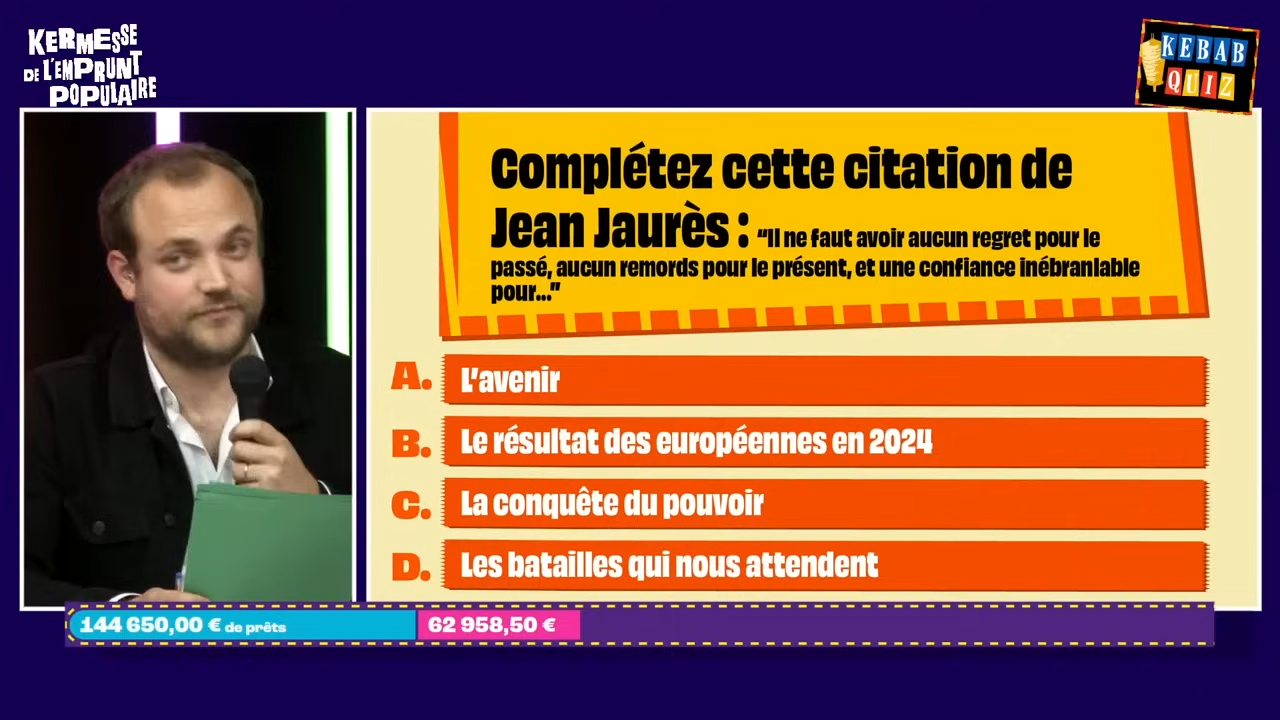 KERMESSE
DE L'EMPRUNT
POPULAIRE
KEBAB
QUIZ
Complétez cette citation de
Jean Jaurès : “Il ne faut avoir aucun regret pour le
passé, aucun remords pour le présent, et une confiance inébranlable
pour...”
A. L’avenir
B. Le résultat des européennes en 2024
C. La conquête du pouvoir
D. Les batailles qui nous attendent
144 650,00 € de prêts 62 958,50 €